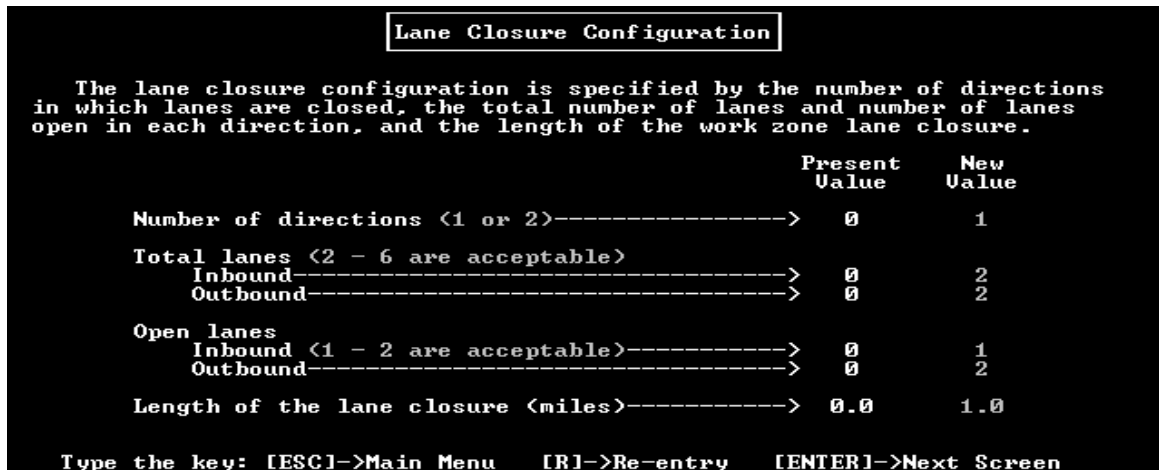 Lane Closure Configuration
The lane closure configuration is specified by the number of directions
in which lanes are closed, the total number of lanes and number of lanes
open in each direction, and the length of the work zone lane closure.
Present New
Value Value
Number of directions (1 or 2)----------------> 0 1
Total lanes (2 - 6 are acceptable)
Inbound----------------------------------> 0 2
Outbound---------------------------------> 0 2
Open lanes
Inbound (1 - 2 are acceptable)-----------> 0 1
Outbound---------------------------------> 0 2
Length of the lane closure (miles)-----------> 0.0 1.0
Type the key: [ESC]->Main Menu [R]->Re-entry [ENTER]->Next Screen